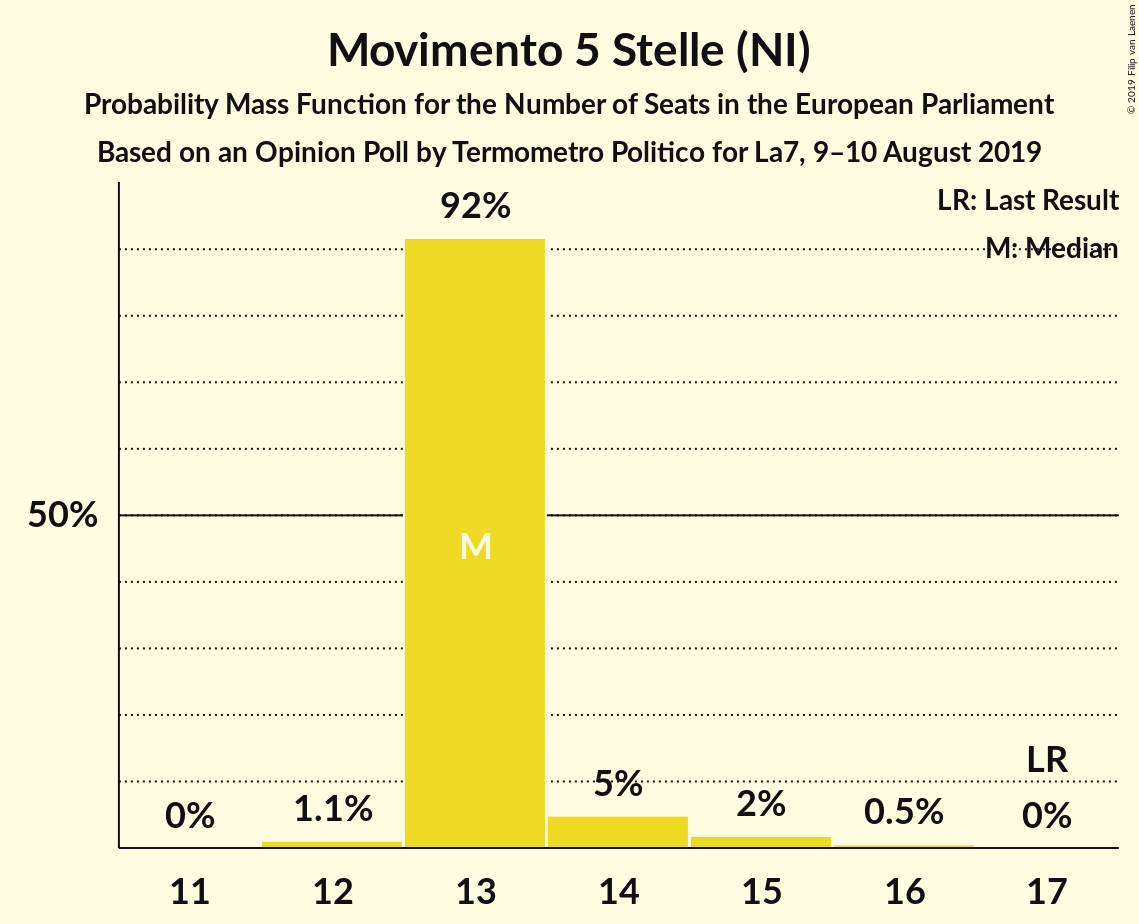 Movimento 5 Stelle (NI)
Probability Mass Function for the Number of Seats in the European Parliament
Based on an Opinion Poll by Termometro Politico for La7, 9–10 August 2019
© 2019 Filip van Laenen
LR: Last Result
M: Median
92%
50%
M
LR
0%
1.1%
5%
2%
0.5%
0%
11
12
13
14
15
16
17